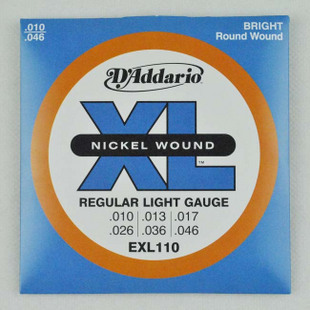 .010
.046
BRIGHT
Round Wound
D'Addario
XL
NICKEL WOUND
™
REGULAR LIGHT GAUGE
.010 .013 .017
.026 .036 .046
EXL110